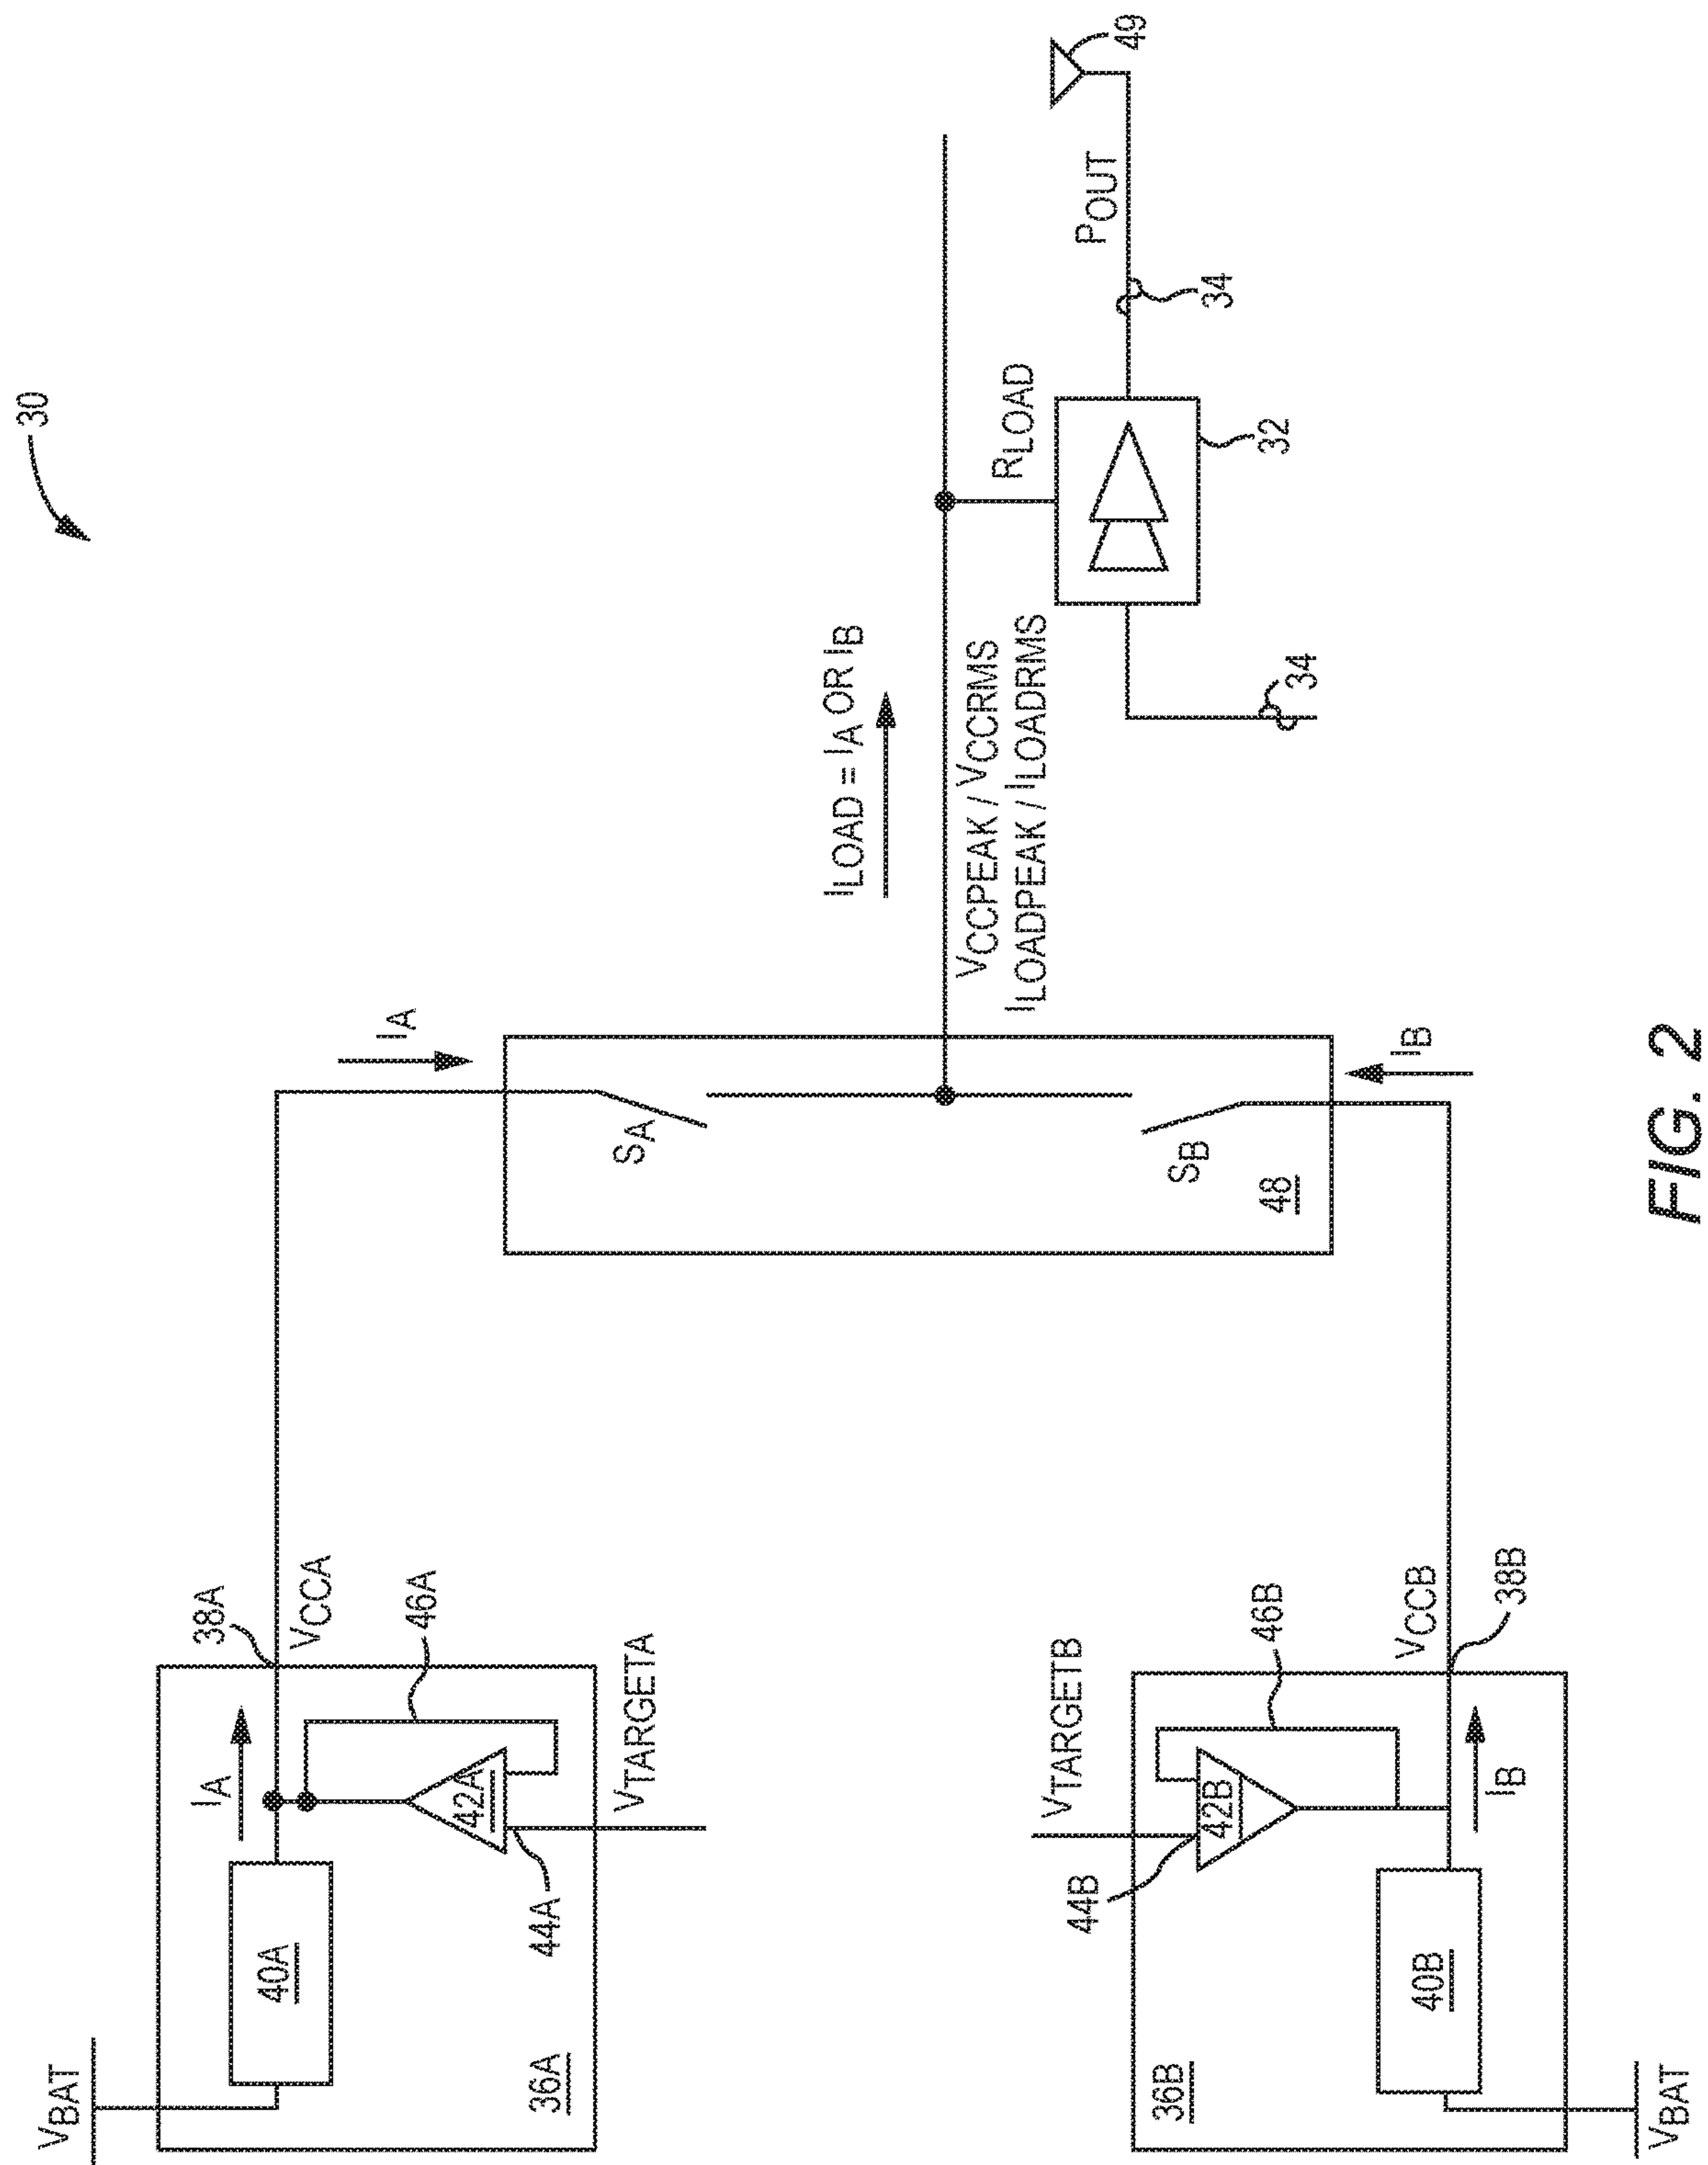 30
VBAT
40A
36A
IA
38A
VCCA
46A
42A
44A
VTARGETA
IA
SA
SB
48
IB
ILOAD = IA OR IB
VCCPEAK / VCCRMS
ILOADPEAK / ILOADRMS
RLOAD
32
34
34
POUT
49
VTARGETB
44B
42B
46B
VCCB
38B
IB
40B
36B
VBAT
FIG. 2